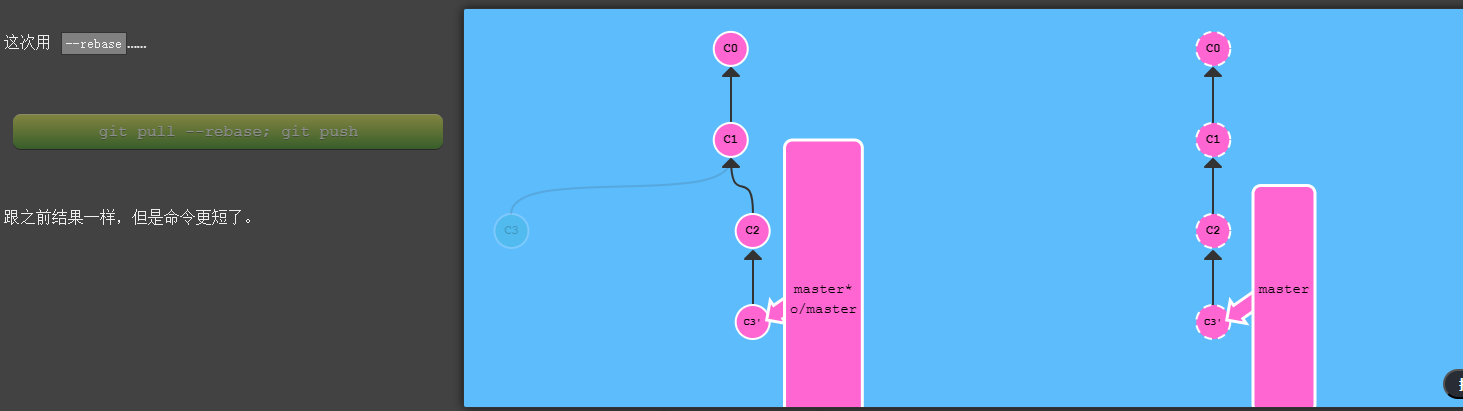 这次用 --rebase……
git pull --rebase; git push
跟之前结果一样，但是命令更短了。
C0
C1
C3
C2
C3'
master*
o/master
C0
C1
C2
C3'
master